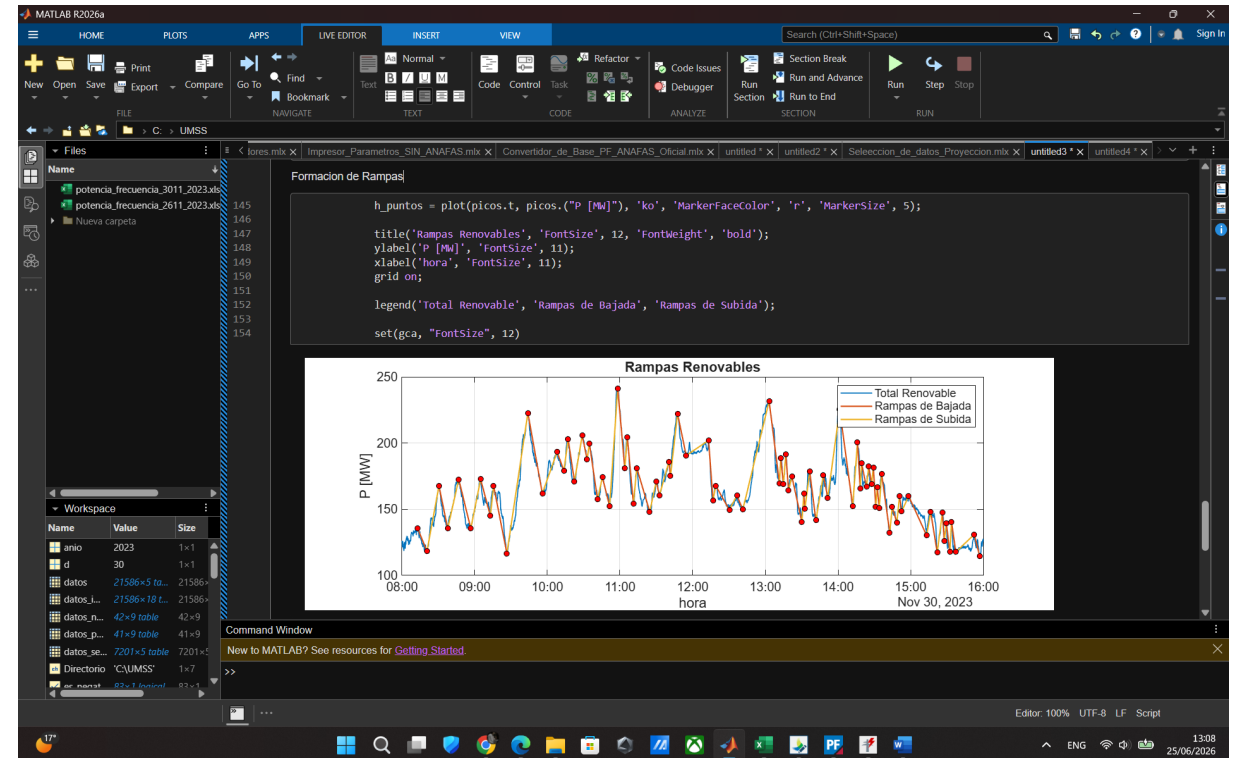 MATLAB R2026a
HOME PLOTS APPS LIVE EDITOR INSERT VIEW Search (Ctrl+Shift+Space) Sign In
New Open Save Print Export Compare Go To Find Bookmark Text Aa Normal B I U M Code Control Task Refactor Code Issues Debugger Run Section Section Break Run and Advance Run to End Run Step Stop
FILE NAVIGATE TEXT CODE ANALYZE SECTION RUN
C: UMSS
Files
dores.mlx Impresor_Parametros_SIN_ANAFAS.mlx Convertidor_de_Base_PF_ANAFAS_Oficial.mlx untitled * untitled2 * Seleeccion_de_datos_Proyeccion.mlx untitled3 * untitled4 *
Name
potencia_frecuencia_3011_2023.xls
potencia_frecuencia_2611_2023.xls
Nueva carpeta
Formacion de Rampas
145 h_puntos = plot(picos.t, picos.("P [MW]"), 'ko', 'MarkerFaceColor', 'r', 'MarkerSize', 5);
146
147 title('Rampas Renovables', 'FontSize', 12, 'FontWeight', 'bold');
148 ylabel('P [MW]', 'FontSize', 11);
149 xlabel('hora', 'FontSize', 11);
150 grid on;
151
152 legend('Total Renovable', 'Rampas de Bajada', 'Rampas de Subida');
153
154 set(gca, "FontSize", 12)
Rampas Renovables
250
200
150
100
P [MW]
Total Renovable
Rampas de Bajada
Rampas de Subida
08:00 09:00 10:00 11:00 12:00 13:00 14:00 15:00 16:00
hora
Nov 30, 2023
Workspace
Name Value Size
anio 2023 1×1
d 30 1×1
datos 21586×5 ta... 21586×
datos_i... 21586×18 t... 21586×
datos_n... 42×9 table 42×9
datos_p... 41×9 table 41×9
datos_se... 7201×5 table 7201×5
Directorio 'C:\UMSS' 1×7
Command Window
New to MATLAB? See resources for Getting Started.
>>
Editor: 100% UTF-8 LF Script
17°
ENG
13:08
25/06/2026